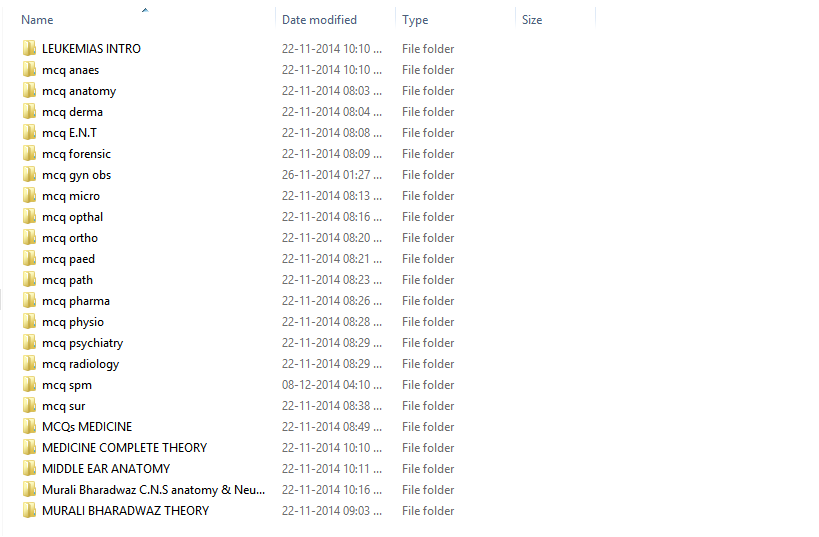 Name Date modified Type Size
LEUKEMIAS INTRO 22-11-2014 10:10 ... File folder
mcq anaes 22-11-2014 10:10 ... File folder
mcq anatomy 22-11-2014 08:03 ... File folder
mcq derma 22-11-2014 08:04 ... File folder
mcq E.N.T 22-11-2014 08:08 ... File folder
mcq forensic 22-11-2014 08:09 ... File folder
mcq gyn obs 26-11-2014 01:27 ... File folder
mcq micro 22-11-2014 08:13 ... File folder
mcq opthal 22-11-2014 08:16 ... File folder
mcq ortho 22-11-2014 08:20 ... File folder
mcq paed 22-11-2014 08:21 ... File folder
mcq path 22-11-2014 08:23 ... File folder
mcq pharma 22-11-2014 08:26 ... File folder
mcq physio 22-11-2014 08:28 ... File folder
mcq psychiatry 22-11-2014 08:29 ... File folder
mcq radiology 22-11-2014 08:29 ... File folder
mcq spm 08-12-2014 04:10 ... File folder
mcq sur 22-11-2014 08:38 ... File folder
MCQs MEDICINE 22-11-2014 08:49 ... File folder
MEDICINE COMPLETE THEORY 22-11-2014 10:10 ... File folder
MIDDLE EAR ANATOMY 22-11-2014 10:11 ... File folder
Murali Bharadwaz C.N.S anatomy & Neu... 22-11-2014 10:16 ... File folder
MURALI BHARADWAZ THEORY 22-11-2014 09:03 ... File folder